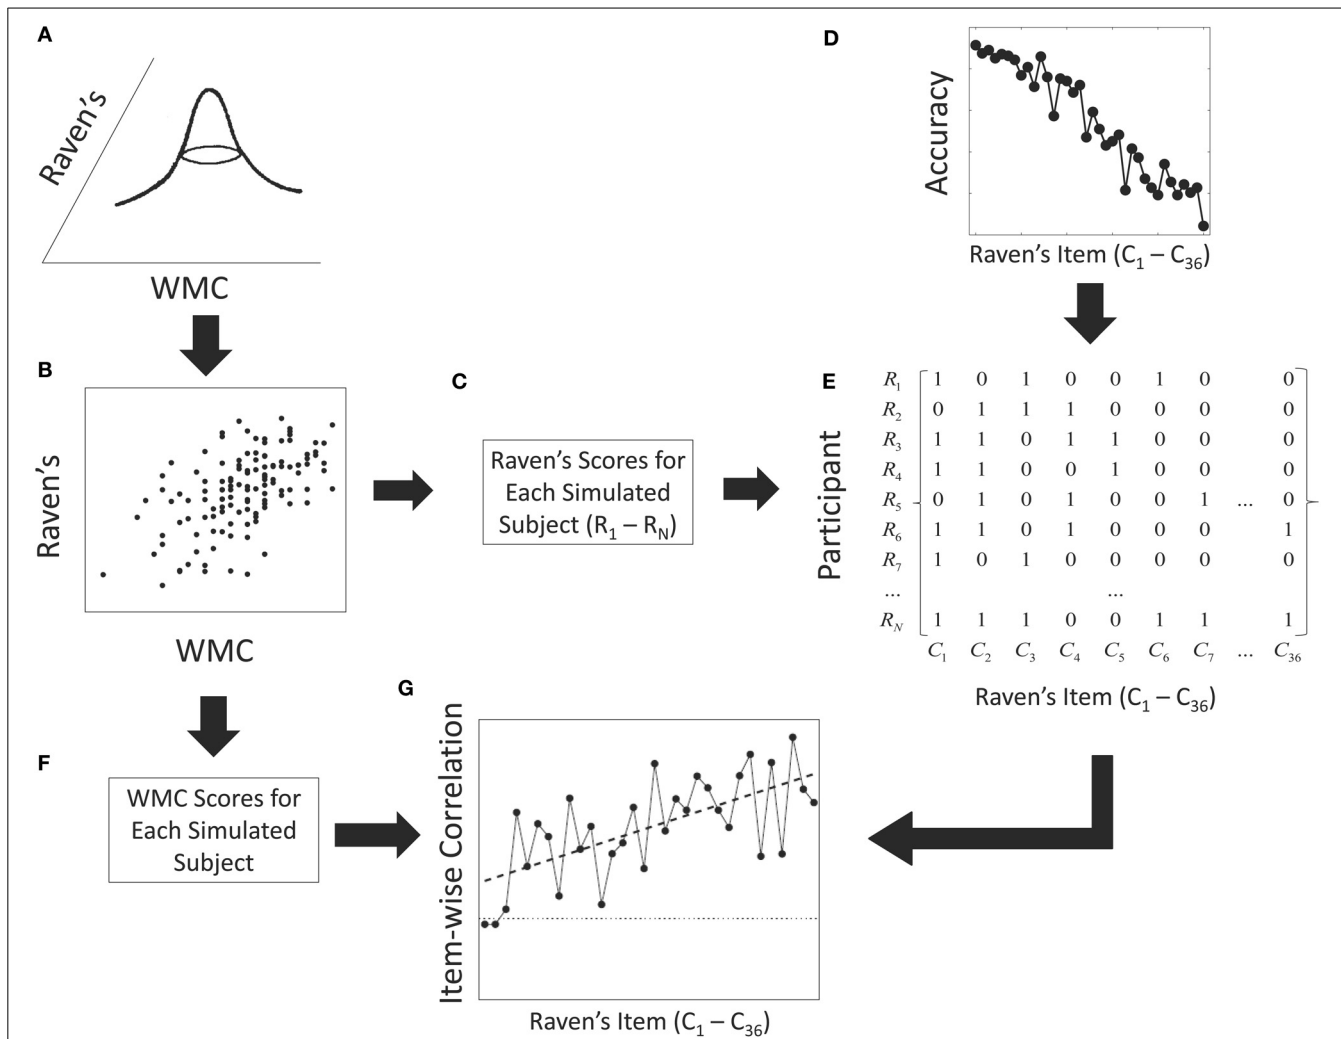 A
Raven's
WMC
B
Raven's
WMC
C
Raven's Scores for
Each Simulated
Subject (R₁ – R_N)
D
Accuracy
Raven's Item (C₁ – C₃₆)
E
Participant
R₁ 1 0 1 0 0 1 0 0
R₂ 0 1 1 1 0 0 0 0
R₃ 1 1 0 1 1 0 0 0
R₄ 1 1 0 0 1 0 0 0
R₅ 0 1 0 1 0 0 1 ... 0
R₆ 1 1 0 1 0 0 0 1
R₇ 1 0 1 0 0 0 0 0
... ...
R_N 1 1 1 0 0 1 1 1
C₁ C₂ C₃ C₄ C₅ C₆ C₇ ... C₃₆
Raven's Item (C₁ – C₃₆)
F
WMC Scores for
Each Simulated
Subject
G
Item-wise Correlation
Raven's Item (C₁ – C₃₆)